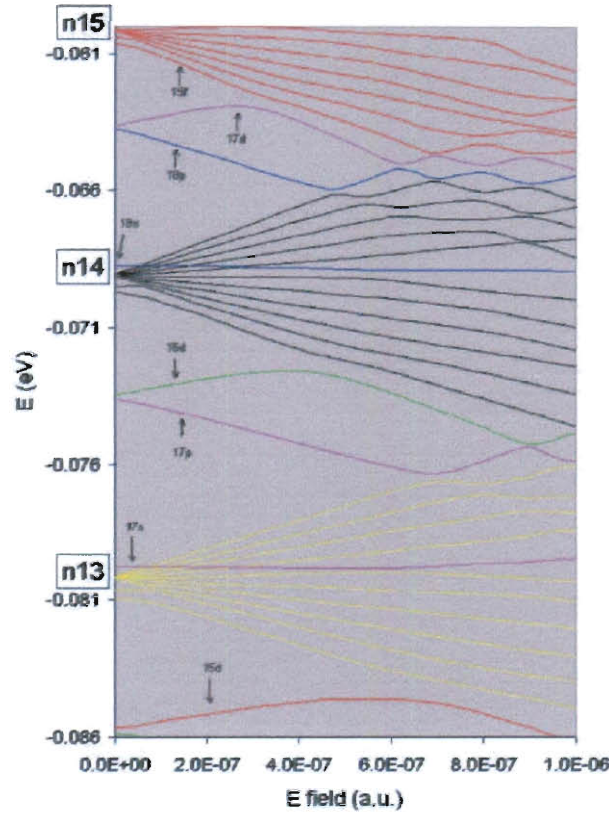 n15
-0.061
15f
17d
18p
-0.066
18s
n14
-0.071
16d
17p
-0.076
17s
n13
-0.081
15d
-0.086
0.0E+00 2.0E-07 4.0E-07 6.0E-07 8.0E-07 1.0E-06
E field (a.u.)
E (eV)